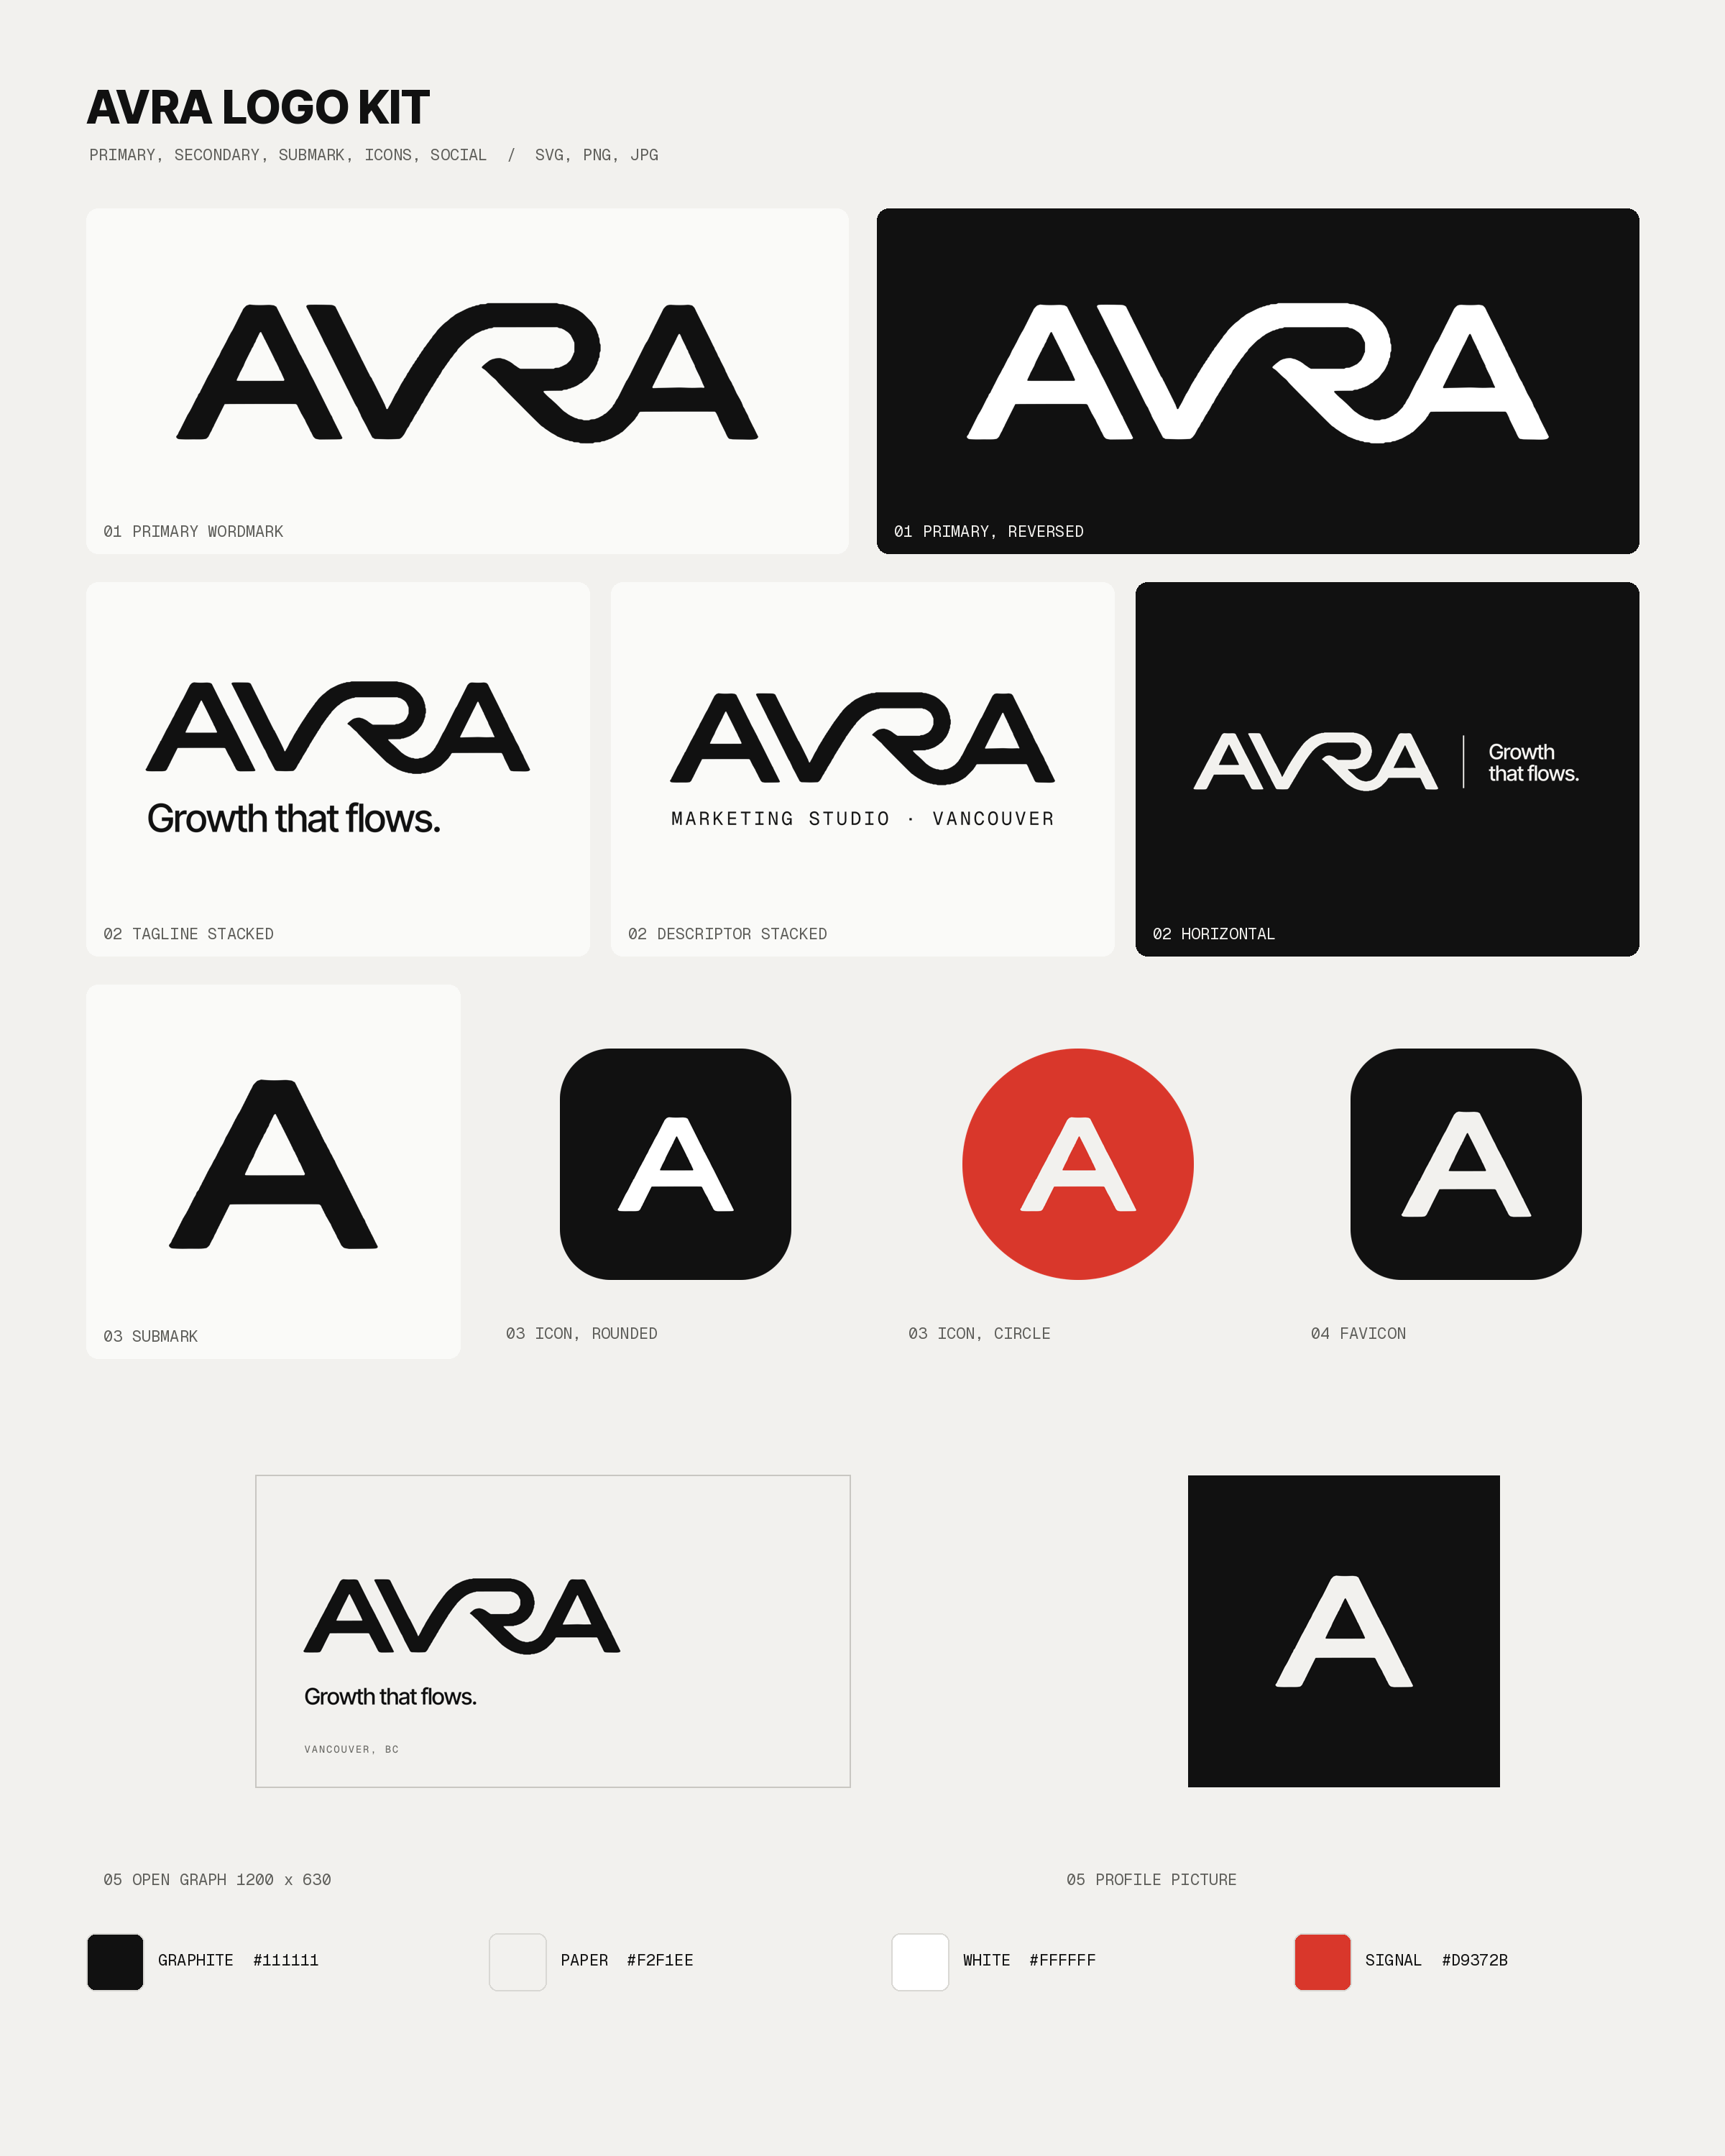 AVRA LOGO KIT
PRIMARY, SECONDARY, SUBMARK, ICONS, SOCIAL / SVG, PNG, JPG
AVRA
01 PRIMARY WORDMARK
AVRA
01 PRIMARY, REVERSED
AVRA
Growth that flows.
02 TAGLINE STACKED
AVRA
MARKETING STUDIO · VANCOUVER
02 DESCRIPTOR STACKED
AVRA
Growth
that flows.
02 HORIZONTAL
A
03 SUBMARK
A
03 ICON, ROUNDED
A
03 ICON, CIRCLE
A
04 FAVICON
AVRA
Growth that flows.
VANCOUVER, BC
05 OPEN GRAPH 1200 x 630
A
05 PROFILE PICTURE
GRAPHITE #111111
PAPER #F2F1EE
WHITE #FFFFFF
SIGNAL #D9372B